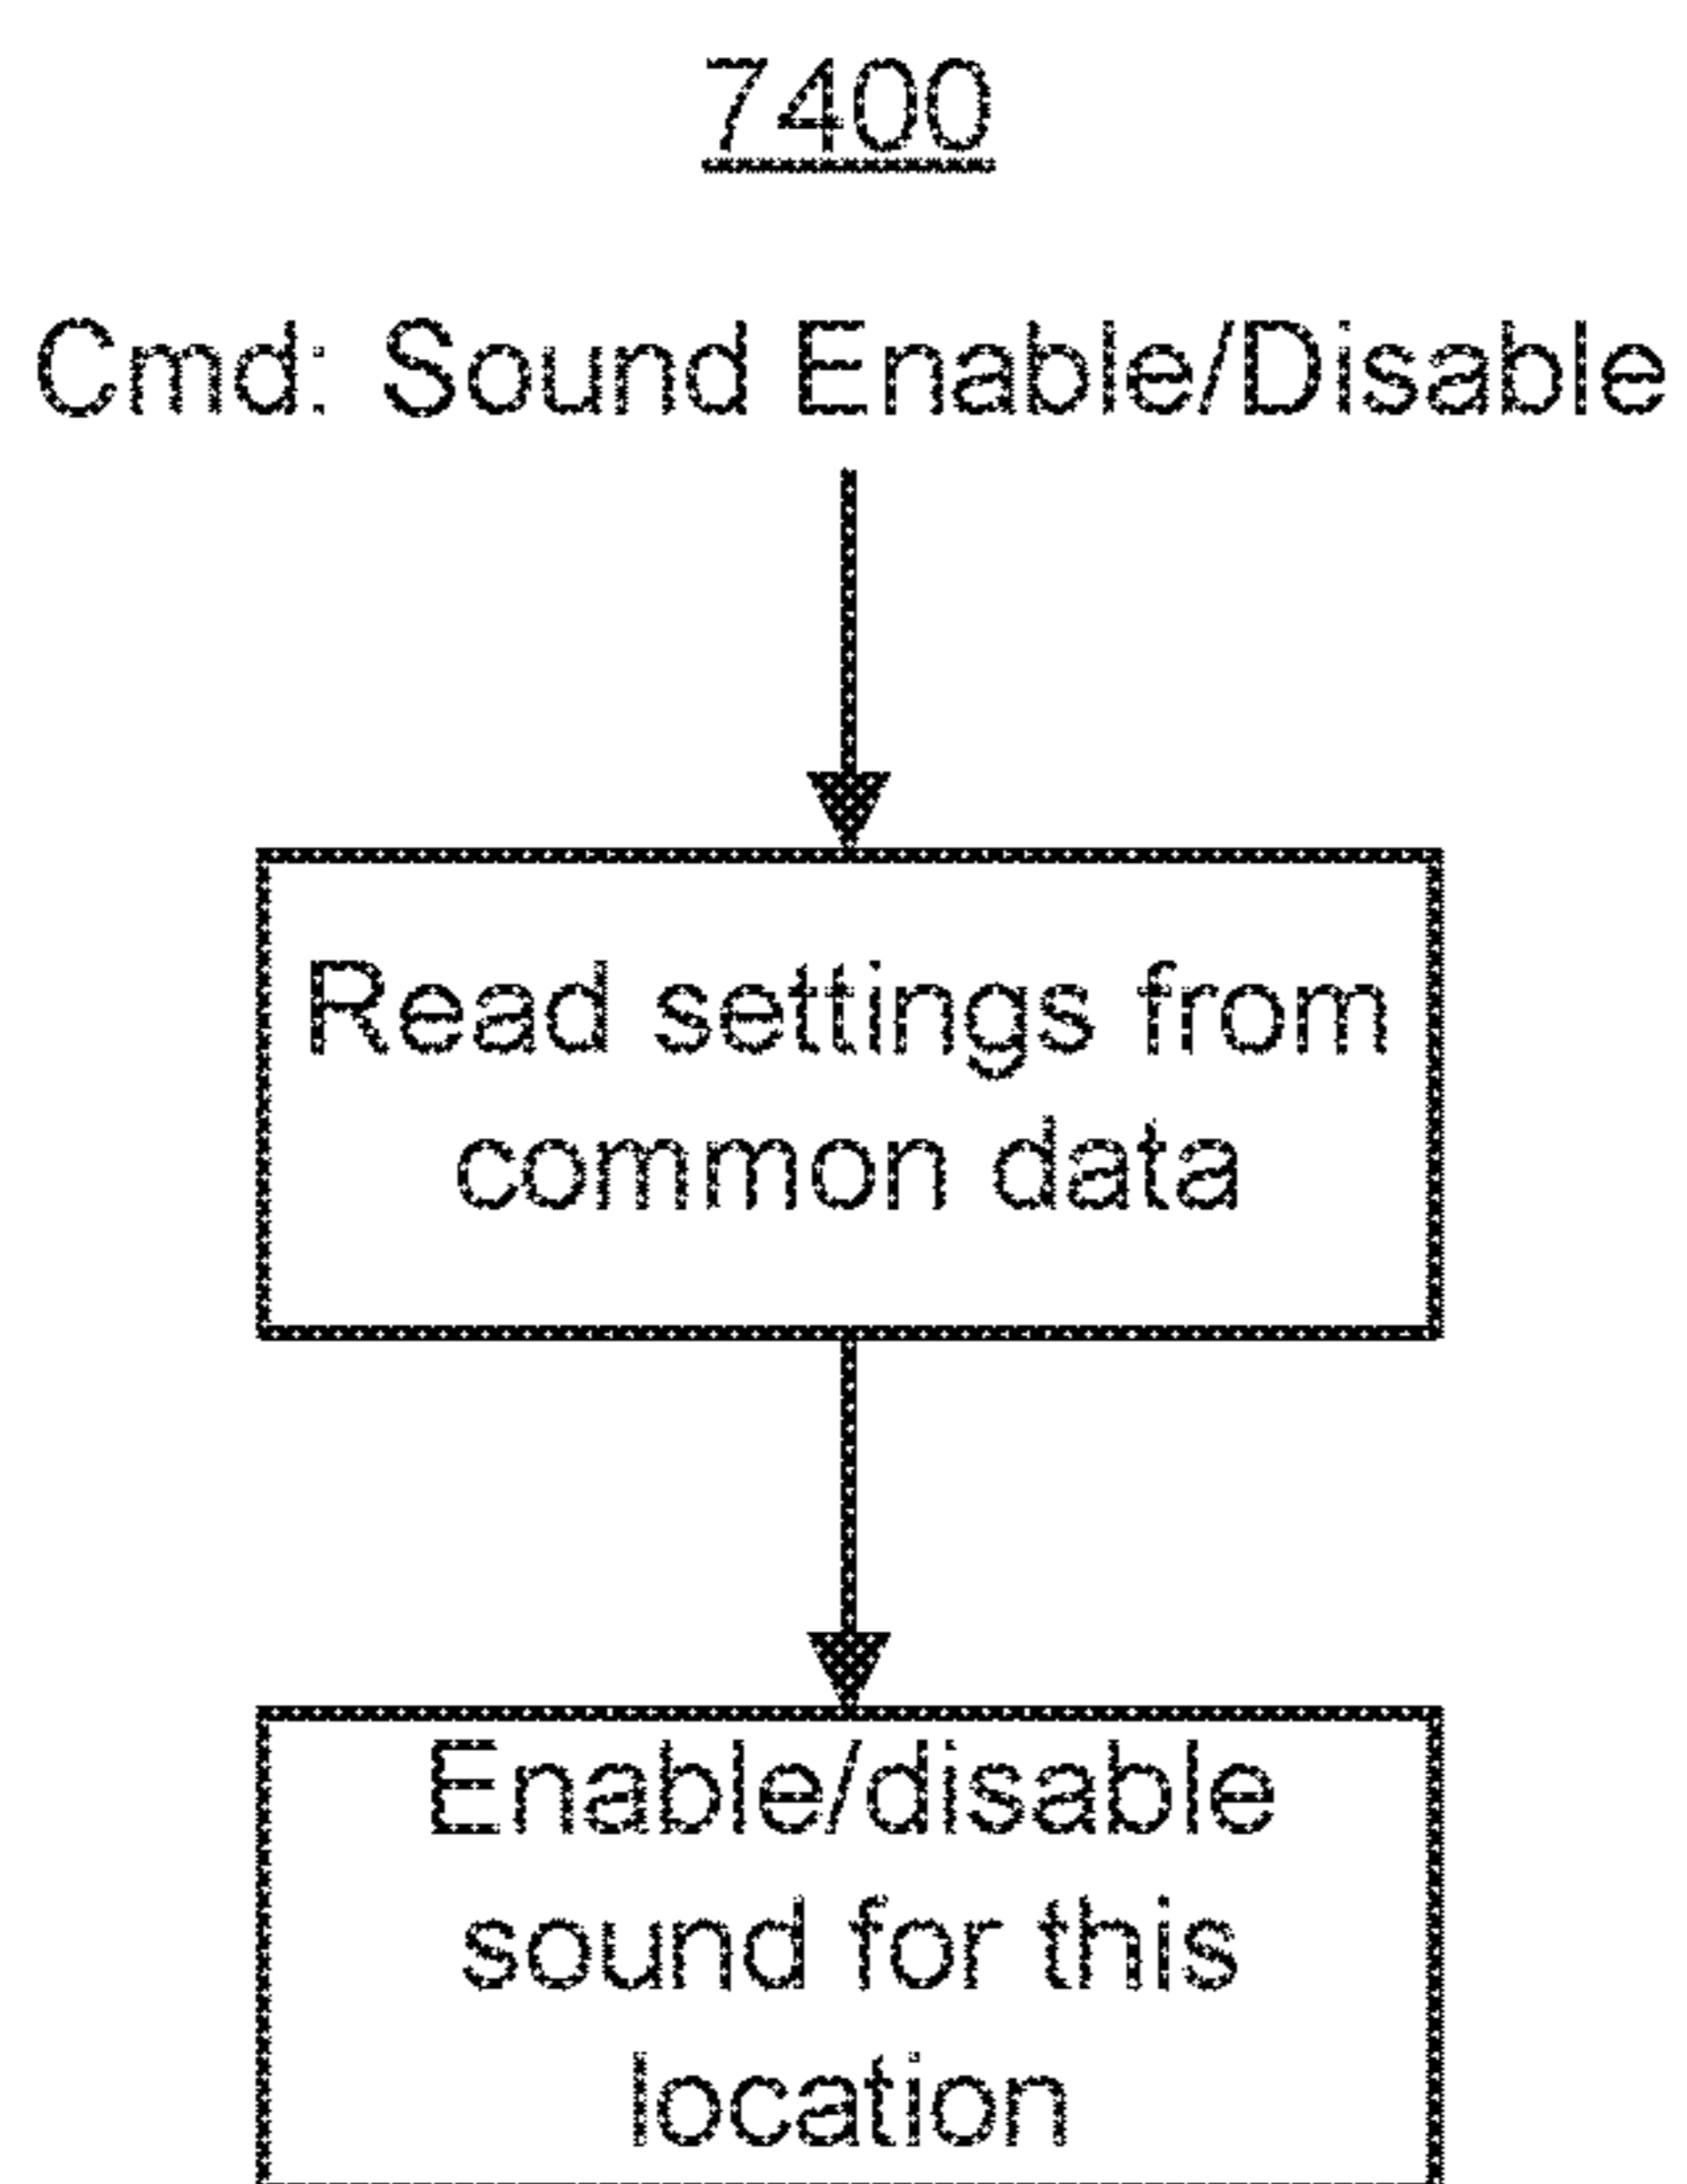 7400
Cmd: Sound Enable/Disable
Read settings from
common data
Enable/disable
sound for this
location